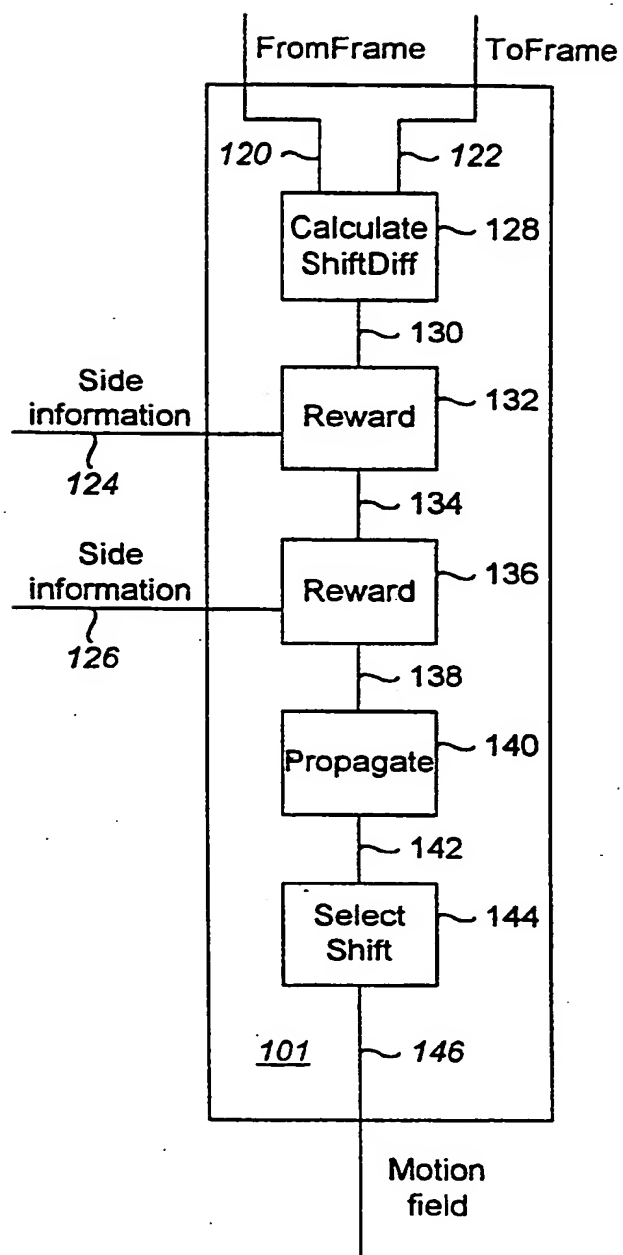 FromFrame ToFrame
120 122
Calculate
ShiftDiff
128
130
Side
information
124
Reward
132
134
Side
information
126
Reward
136
138
Propagate
140
142
Select
Shift
144
101
146
Motion
field